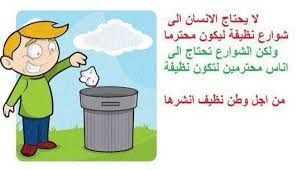 لا يحتاج الانسان الى
شوارع نظيفة ليكون محترما
ولكن الشوارع تحتاج الى
اناس محترمين لتكون نظيفة
من اجل وطن نظيف انشرها